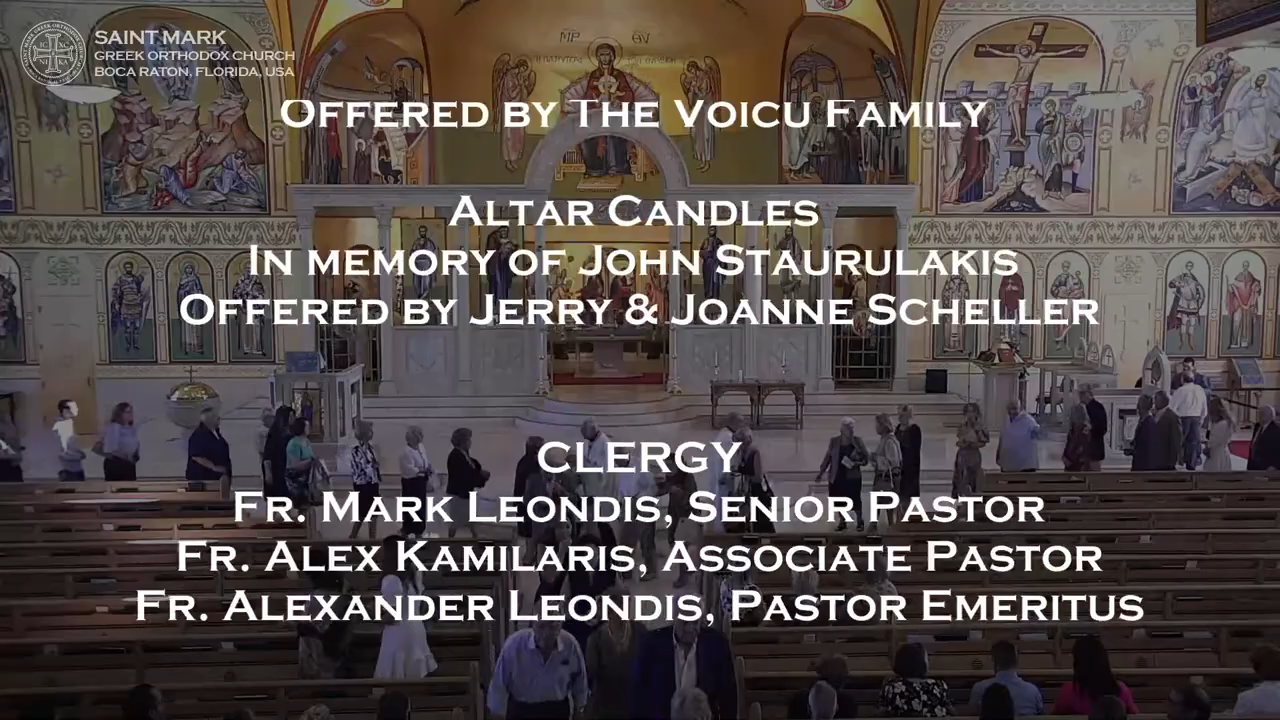 SAINT MARK
GREEK ORTHODOX CHURCH
BOCA RATON, FLORIDA, USA
ΜΡ ΘΥ
OFFERED BY THE VOICU FAMILY
ALTAR CANDLES
IN MEMORY OF JOHN STAURULAKIS
OFFERED BY JERRY & JOANNE SCHELLER
CLERGY
FR. MARK LEONDIS, SENIOR PASTOR
FR. ALEX KAMILARIS, ASSOCIATE PASTOR
FR. ALEXANDER LEONDIS, PASTOR EMERITUS